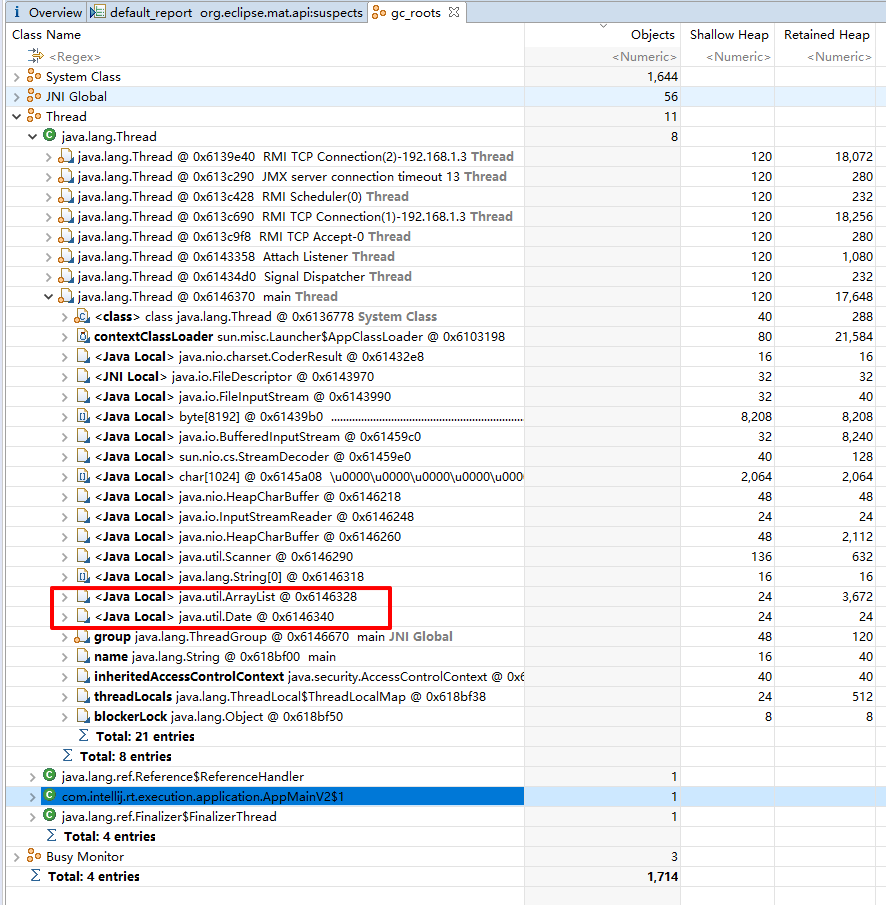 i Overview default_report org.eclipse.mat.api:suspects gc_roots
Class Name Objects Shallow Heap Retained Heap
<Regex> <Numeric> <Numeric> <Numeric>
System Class 1,644
JNI Global 56
Thread 11
java.lang.Thread 8
java.lang.Thread @ 0x6139e40 RMI TCP Connection(2)-192.168.1.3 Thread 120 18,072
java.lang.Thread @ 0x613c290 JMX server connection timeout 13 Thread 120 280
java.lang.Thread @ 0x613c428 RMI Scheduler(0) Thread 120 232
java.lang.Thread @ 0x613c690 RMI TCP Connection(1)-192.168.1.3 Thread 120 18,256
java.lang.Thread @ 0x613c9f8 RMI TCP Accept-0 Thread 120 280
java.lang.Thread @ 0x6143358 Attach Listener Thread 120 1,080
java.lang.Thread @ 0x61434d0 Signal Dispatcher Thread 120 232
java.lang.Thread @ 0x6146370 main Thread 120 17,648
<class> class java.lang.Thread @ 0x6136778 System Class 40 288
contextClassLoader sun.misc.Launcher$AppClassLoader @ 0x6103198 80 21,584
<Java Local> java.nio.charset.CoderResult @ 0x61432e8 16 16
<JNI Local> java.io.FileDescriptor @ 0x6143970 32 32
<Java Local> java.io.FileInputStream @ 0x6143990 32 40
<Java Local> byte[8192] @ 0x61439b0 ........................................................... 8,208 8,208
<Java Local> java.io.BufferedInputStream @ 0x61459c0 32 8,240
<Java Local> sun.nio.cs.StreamDecoder @ 0x61459e0 40 128
<Java Local> char[1024] @ 0x6145a08 \u0000\u0000\u0000\u0000\u000 2,064 2,064
<Java Local> java.nio.HeapCharBuffer @ 0x6146218 48 48
<Java Local> java.io.InputStreamReader @ 0x6146248 24 24
<Java Local> java.nio.HeapCharBuffer @ 0x6146260 48 2,112
<Java Local> java.util.Scanner @ 0x6146290 136 632
<Java Local> java.lang.String[0] @ 0x6146318 16 16
<Java Local> java.util.ArrayList @ 0x6146328 24 3,672
<Java Local> java.util.Date @ 0x6146340 24 24
group java.lang.ThreadGroup @ 0x6146670 main JNI Global 48 120
name java.lang.String @ 0x618bf00 main 16 40
inheritedAccessControlContext java.security.AccessControlContext @ 0x6 40 40
threadLocals java.lang.ThreadLocal$ThreadLocalMap @ 0x618bf38 24 512
blockerLock java.lang.Object @ 0x618bf50 8 8
Σ Total: 21 entries
Σ Total: 8 entries
java.lang.ref.Reference$ReferenceHandler 1
com.intellij.rt.execution.application.AppMainV2$1 1
java.lang.ref.Finalizer$FinalizerThread 1
Σ Total: 4 entries
Busy Monitor 3
Σ Total: 4 entries 1,714